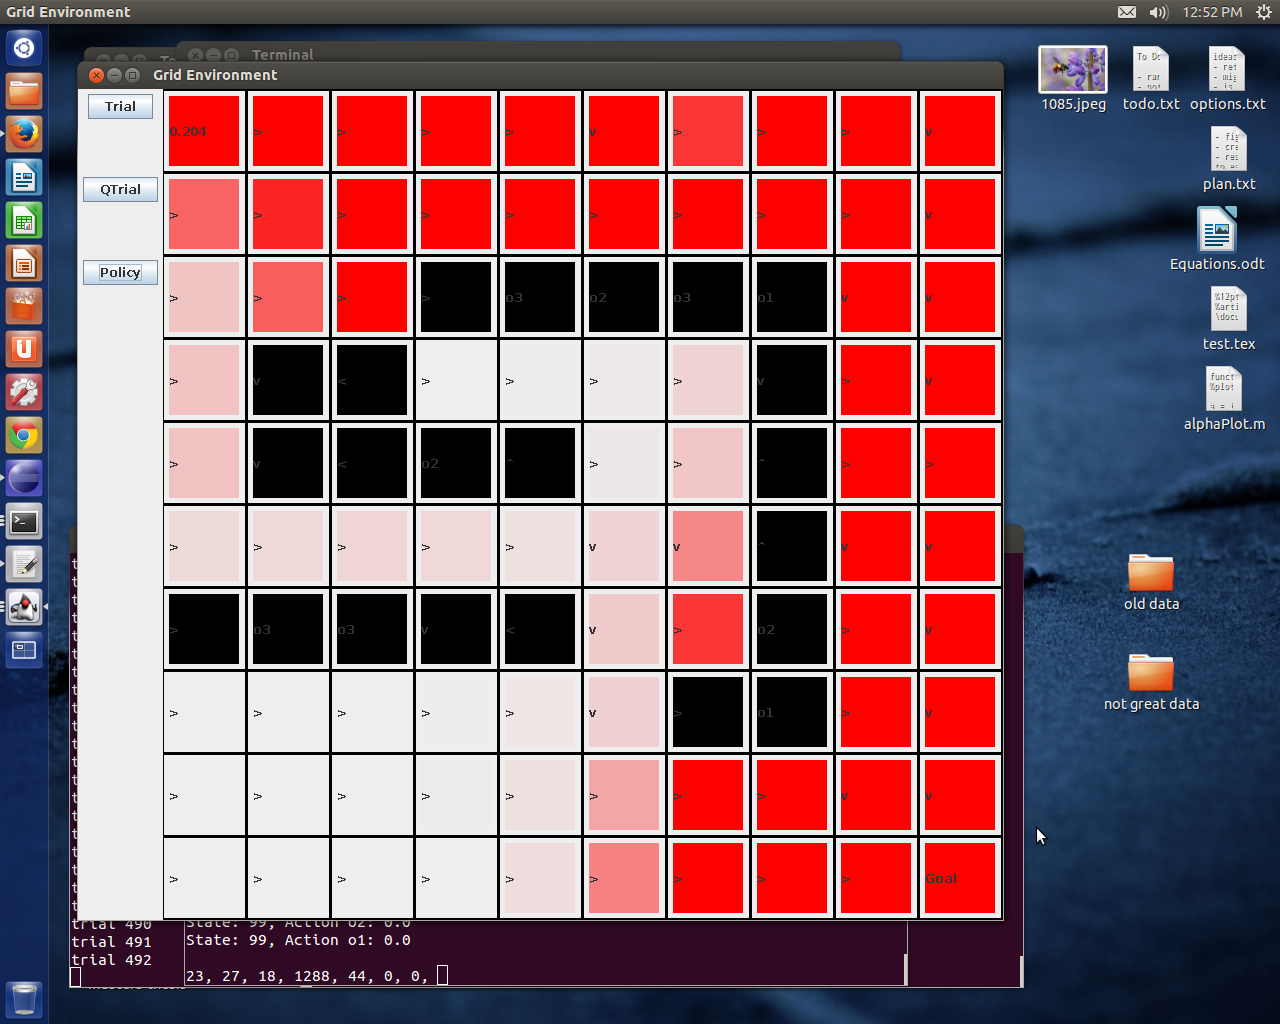 Grid Environment
12:52 PM
Terminal
Grid Environment
Trial
0.204 > > > > v > > > v
QTrial
> > > > > > > > > v
Policy
> > > > o3 o2 o3 o1 v v
> v < > > > > v > v
> v < o2 ^ > > ^ > >
> > > > > v v ^ v v
> o3 o3 v < v > o2 > v
> > > > > v > o1 > v
> > > > > > > > v v
> > > > > > > > > Goal
trial 490
trial 491
trial 492
State: 99, Action o2: 0.0
State: 99, Action o1: 0.0
23, 27, 18, 1288, 44, 0, 0,
1085.jpeg
todo.txt
options.txt
plan.txt
Equations.odt
test.tex
alphaPlot.m
old data
not great data